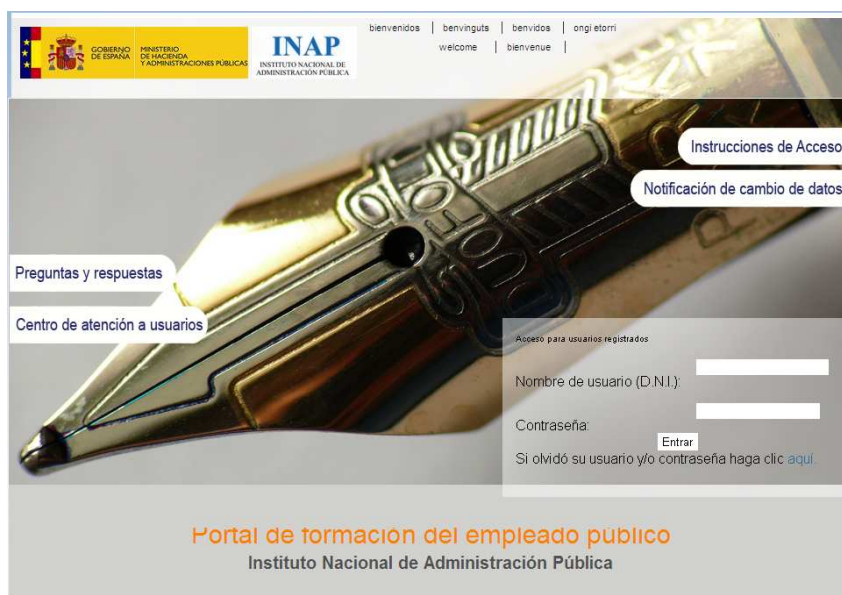 bienvenidos | benvinguts | benvidos | ongi etorri
welcome | bienvenue |
GOBIERNO
DE ESPAÑA
MINISTERIO
DE HACIENDA
Y ADMINISTRACIONES PÚBLICAS
INAP
INSTITUTO NACIONAL DE
ADMINISTRACIÓN PÚBLICA
Instrucciones de Acceso
Notificación de cambio de datos
Preguntas y respuestas
Centro de atención a usuarios
DUOFOLD
Acceso para usuarios registrados
Nombre de usuario (D.N.I.):
Contraseña:
Entrar
Si olvidó su usuario y/o contraseña haga clic aquí.
Portal de formación del empleado público
Instituto Nacional de Administración Pública